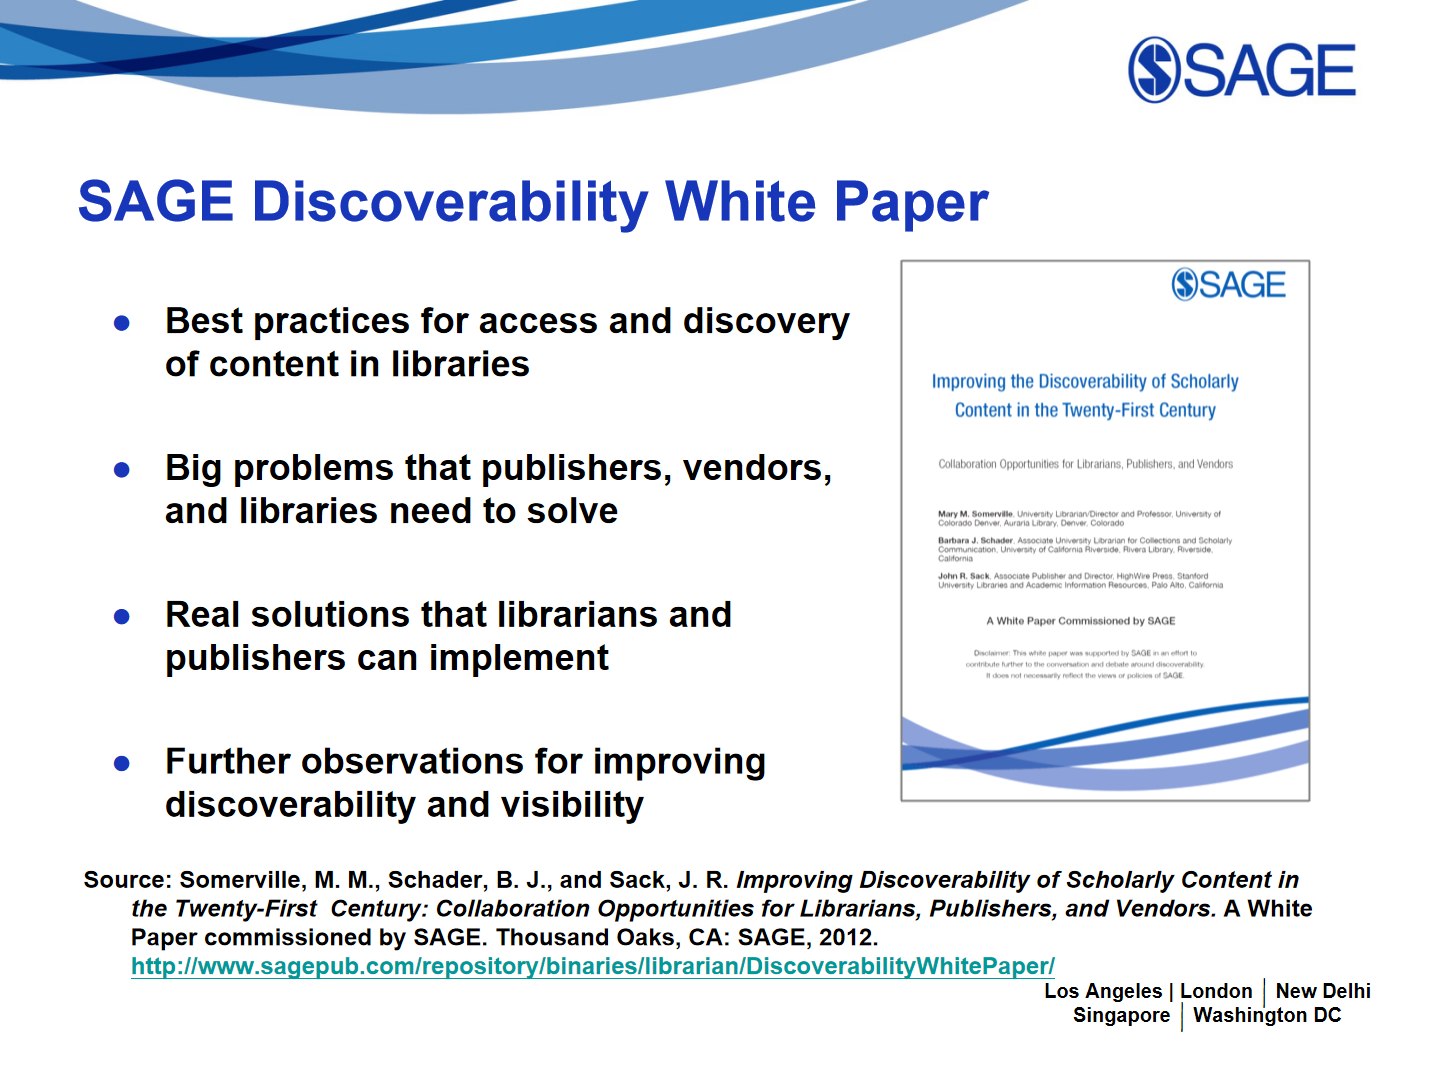 SAGE
SAGE Discoverability White Paper
● Best practices for access and discovery
of content in libraries
● Big problems that publishers, vendors,
and libraries need to solve
● Real solutions that librarians and
publishers can implement
● Further observations for improving
discoverability and visibility
SAGE
Improving the Discoverability of Scholarly
Content in the Twenty-First Century
Collaboration Opportunities for Librarians, Publishers, and Vendors
Mary M. Somerville, University Librarian/Director and Professor, University of
Colorado Denver, Auraria Library, Denver, Colorado
Barbara J. Schader, Associate University Librarian for Collections and Scholarly
Communication, University of California Riverside, Rivera Library, Riverside,
California
John R. Sack, Associate Publisher and Director, HighWire Press, Stanford
University Libraries and Academic Information Resources, Palo Alto, California
A White Paper Commissioned by SAGE
Disclaimer: This white paper was supported by SAGE in an effort to
contribute further to the conversation and debate around discoverability.
It does not necessarily reflect the views or policies of SAGE.
Source: Somerville, M. M., Schader, B. J., and Sack, J. R. Improving Discoverability of Scholarly Content in
the Twenty-First Century: Collaboration Opportunities for Librarians, Publishers, and Vendors. A White
Paper commissioned by SAGE. Thousand Oaks, CA: SAGE, 2012.
http://www.sagepub.com/repository/binaries/librarian/DiscoverabilityWhitePaper/
Los Angeles | London | New Delhi
Singapore | Washington DC